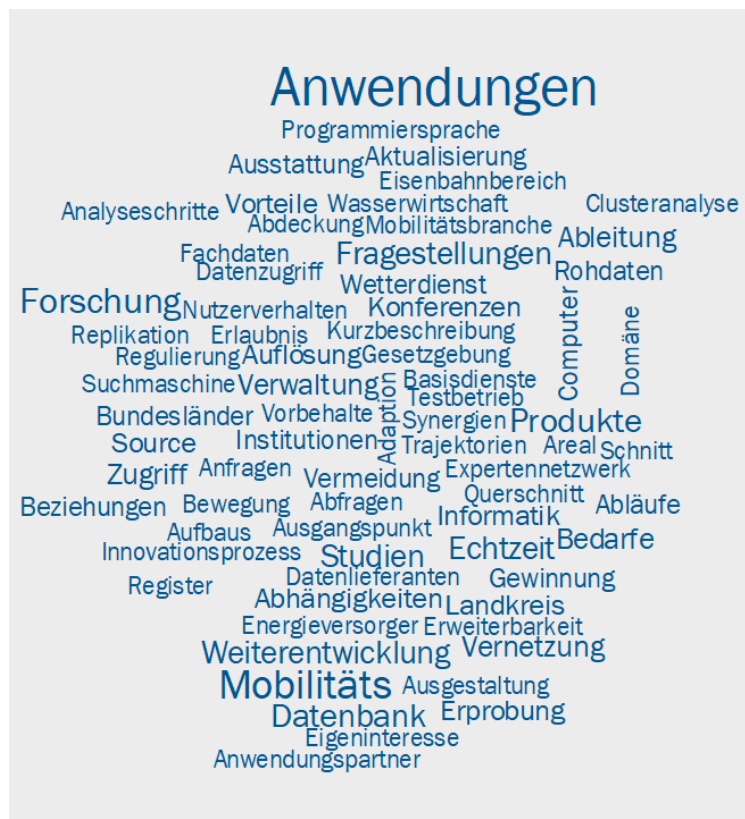 Anwendungen
Programmiersprache
Ausstattung Aktualisierung
Eisenbahnbereich
Analyseschritte Vorteile Wasserwirtschaft Clusteranalyse
Abdeckung Mobilitätsbranche Ableitung
Fachdaten Fragestellungen
Datenzugriff Rohdaten
Wetterdienst
Forschung Nutzerverhalten Konferenzen Computer Domäne
Replikation Erlaubnis Kurzbeschreibung
Regulierung Auflösung Gesetzgebung
Suchmaschine Verwaltung Adaption Basisdienste
Testbetrieb
Bundesländer Vorbehalte Synergien Produkte
Source Institutionen Trajektorien Areal Schnitt
Zugriff Anfragen Vermeidung Expertennetzwerk
Querschnitt
Beziehungen Bewegung Abfragen Informatik Abläufe
Aufbaus Ausgangspunkt
Innovationsprozess Studien Echtzeit Bedarfe
Register Datenlieferanten Gewinnung
Abhängigkeiten Landkreis
Energieversorger Erweiterbarkeit
Weiterentwicklung Vernetzung
Mobilitäts Ausgestaltung
Datenbank Erprobung
Eigeninteresse
Anwendungspartner